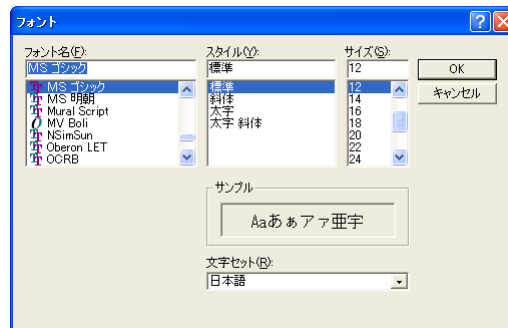 フォント
フォント名(F):
MS ゴシック
MS ゴシック
MS 明朝
Mural Script
MV Boli
NSimSun
Oberon LET
OCRB
スタイル(Y):
標準
標準
斜体
太字
太字 斜体
サイズ(S):
12
12
14
16
18
20
22
24
OK
キャンセル
サンプル
Aaあぁアァ亜宇
文字セット(R):
日本語